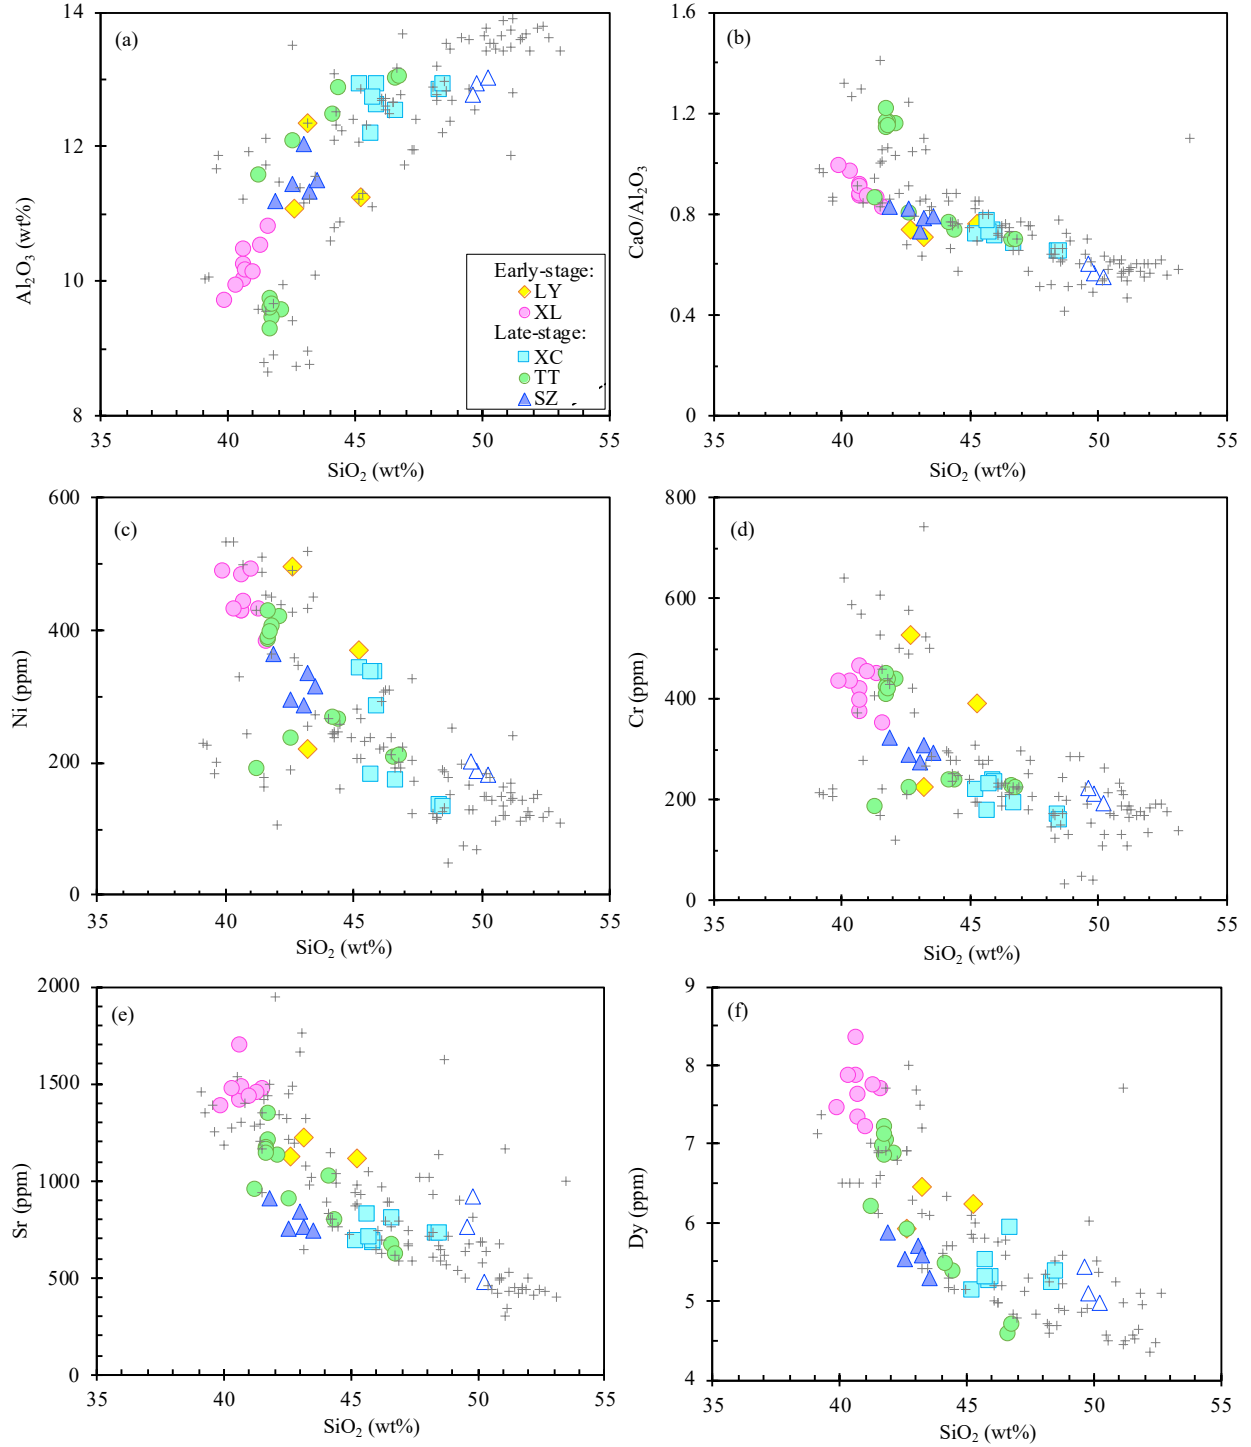 14
12
10
8
Al₂O₃ (wt%)
(a)
Early-stage:
LY
XL
Late-stage:
XC
TT
SZ
35
40
45
50
55
SiO₂ (wt%)
1.6
1.2
0.8
0.4
0
CaO/Al₂O₃
(b)
35
40
45
50
55
SiO₂ (wt%)
600
400
200
0
Ni (ppm)
(c)
35
40
45
50
55
SiO₂ (wt%)
800
600
400
200
0
Cr (ppm)
(d)
35
40
45
50
55
SiO₂ (wt%)
2000
1500
1000
500
0
Sr (ppm)
(e)
35
40
45
50
55
SiO₂ (wt%)
9
8
7
6
5
4
Dy (ppm)
(f)
35
40
45
50
55
SiO₂ (wt%)